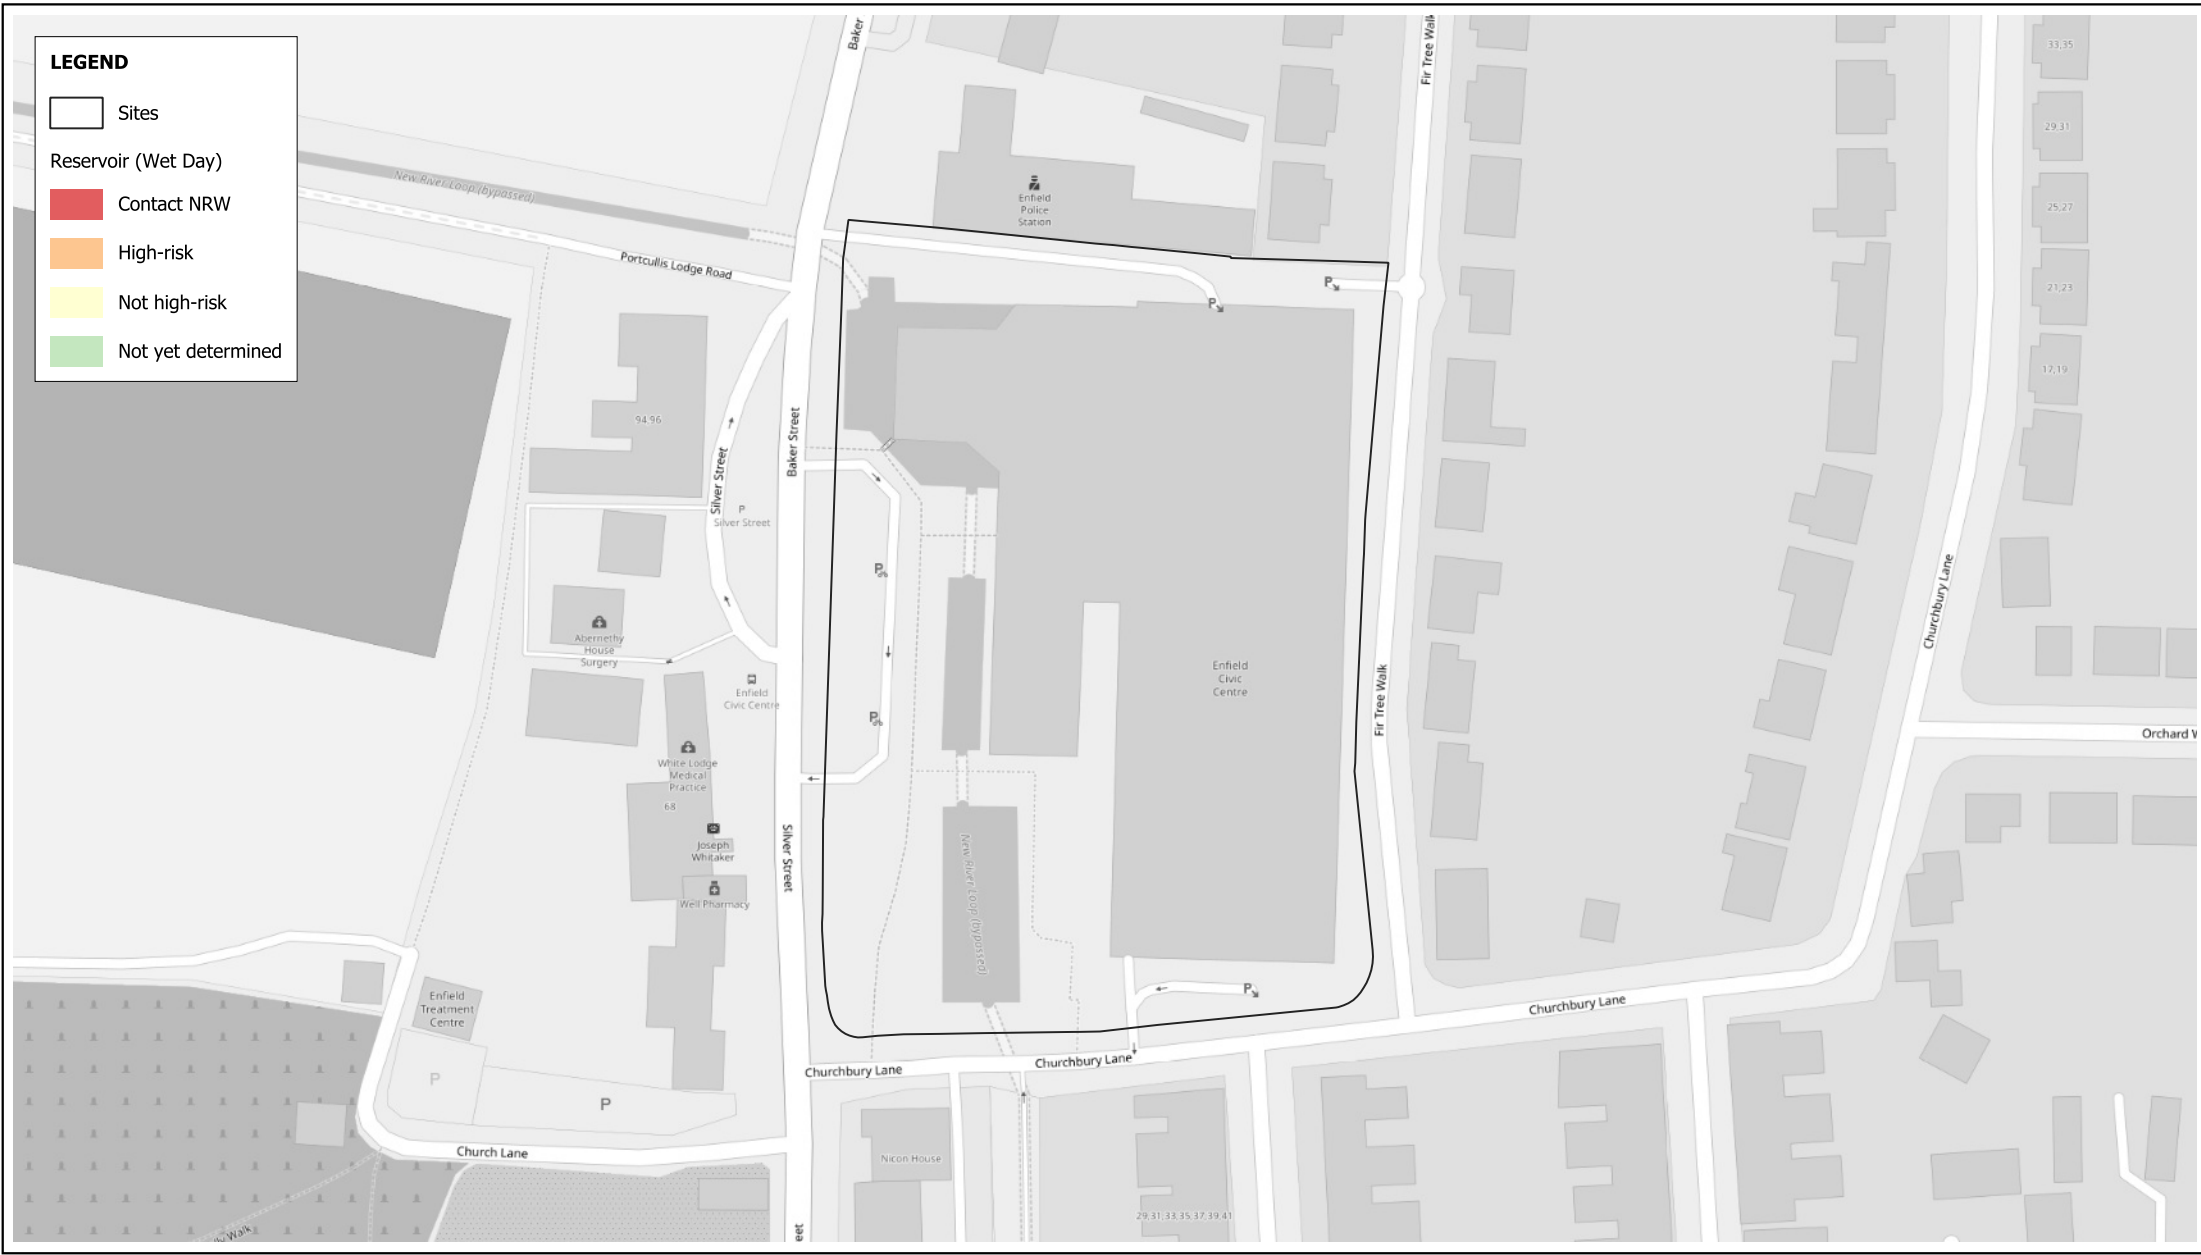 LEGEND
Sites
Reservoir (Wet Day)
Contact NRW
High-risk
Not high-risk
Not yet determined
Baker
Fir Tree Walk
33,35
29,31
25,27
21,23
17,19
New River Loop (bypassed)
Enfield
Police
Station
Portcullis Lodge Road
P
P
94.96
Baker Street
Silver Street
P
Silver Street
P
Abernethy
House
Surgery
Enfield
Civic Centre
Enfield
Civic
Centre
Fir Tree Walk
Churchbury Lane
Orchard W
P
White Lodge
Medical
Practice
68
Joseph
Whitaker
Silver Street
Well Pharmacy
New River Loop (bypassed)
Enfield
Treatment
Centre
P
Churchbury Lane
Churchbury Lane
Churchbury Lane
P
P
Church Lane
Nicon House
29,31,33,35,37,39,41
Walk
eet